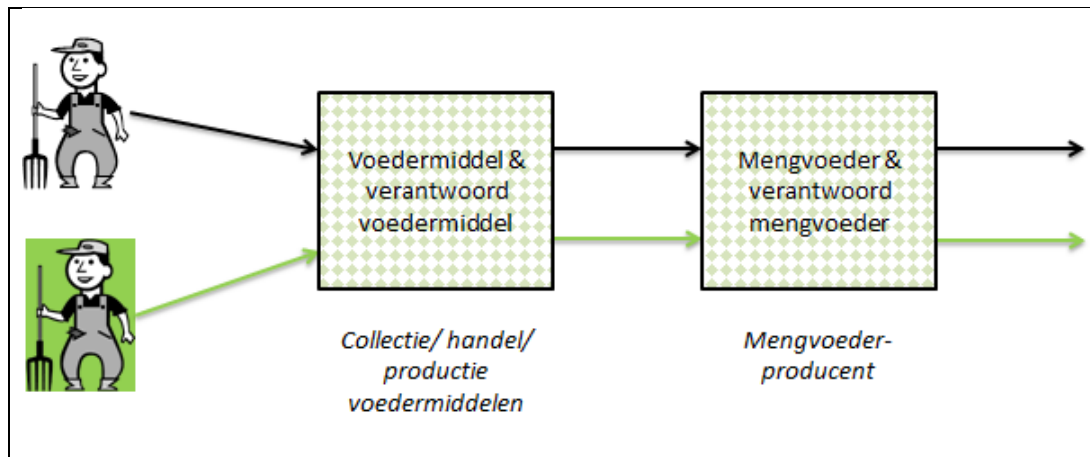 Voedermiddel &
verantwoord
voedermiddel
Mengvoeder &
verantwoord
mengvoeder
Collectie/ handel/
productie
voedermiddelen
Mengvoeder-
producent